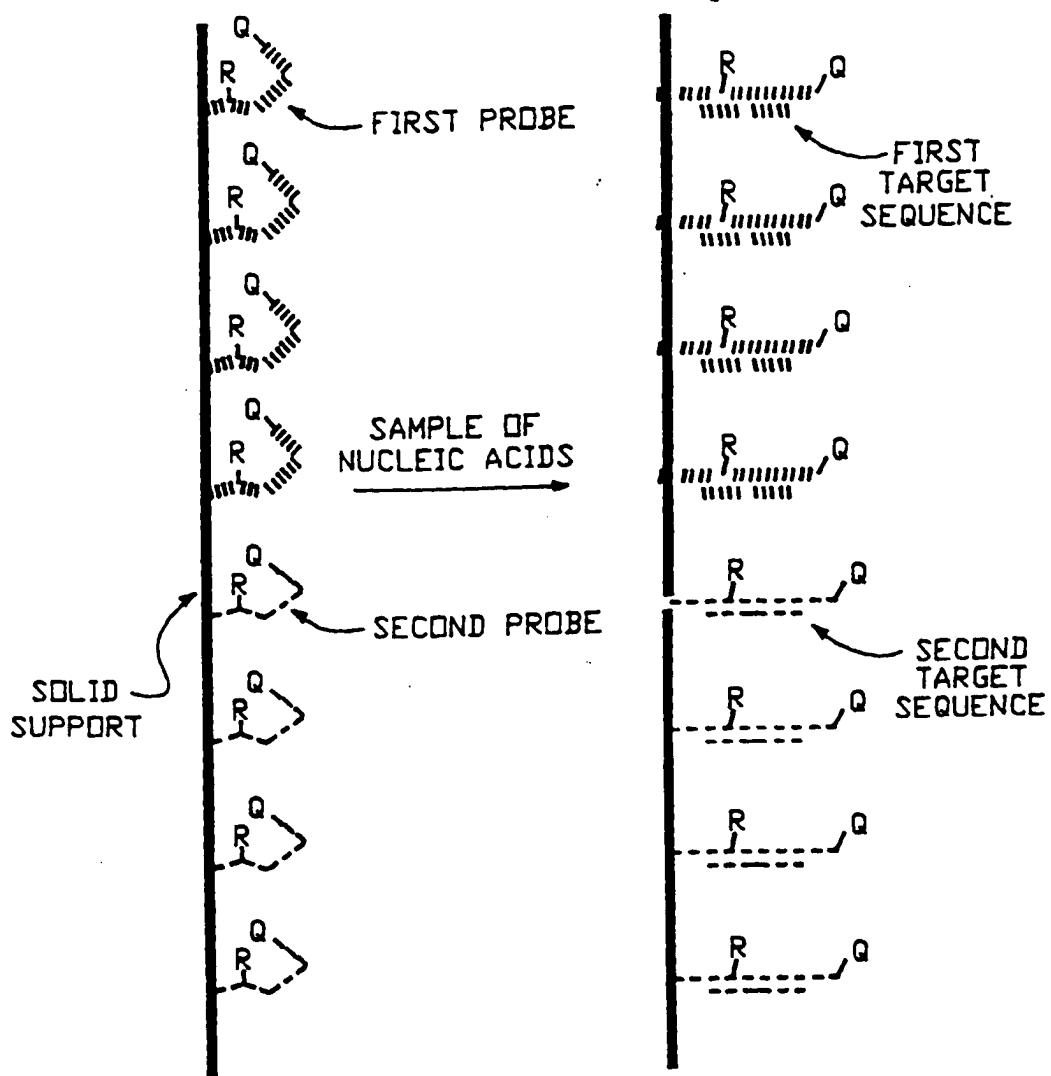 Q
R
FIRST PROBE
Q
R
Q
R
Q
R
SAMPLE OF
NUCLEIC ACIDS
Q
R
SECOND PROBE
SOLID
SUPPORT
Q
R
Q
R
Q
R
R
Q
FIRST
TARGET
SEQUENCE
R
Q
R
Q
R
Q
R
Q
SECOND
TARGET
SEQUENCE
R
Q
R
Q
R
Q